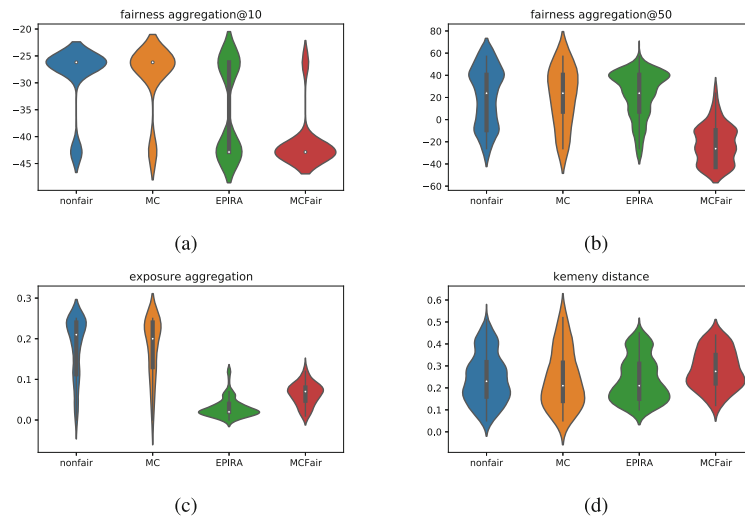 fairness aggregation@10
−20
−25
−30
−35
−40
−45
nonfair MC EPIRA MCFair
(a)
fairness aggregation@50
80
60
40
20
0
−20
−40
−60
nonfair MC EPIRA MCFair
(b)
exposure aggregation
0.3
0.2
0.1
0.0
nonfair MC EPIRA MCFair
(c)
kemeny distance
0.6
0.5
0.4
0.3
0.2
0.1
0.0
nonfair MC EPIRA MCFair
(d)